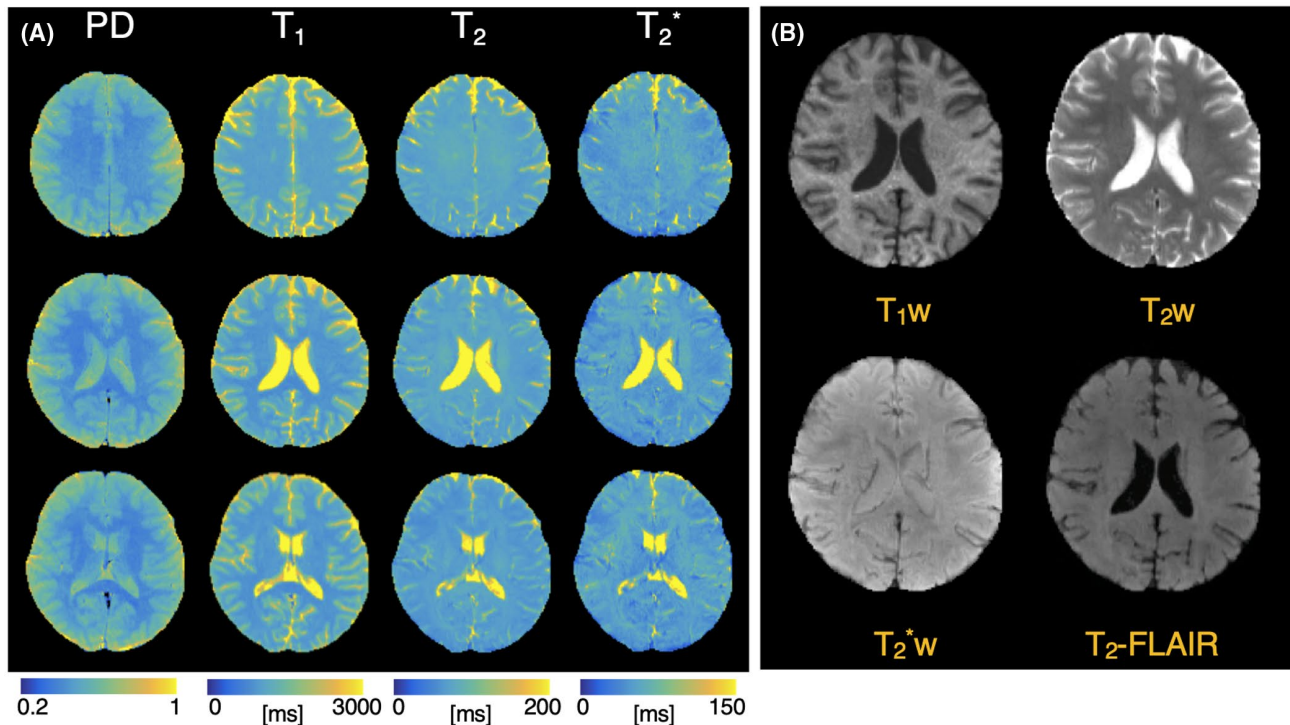 (A) PD T₁ T₂ T₂*
(B)
T₁w T₂w
T₂*w T₂-FLAIR
0.2 1 0 [ms] 3000 0 [ms] 200 0 [ms] 150